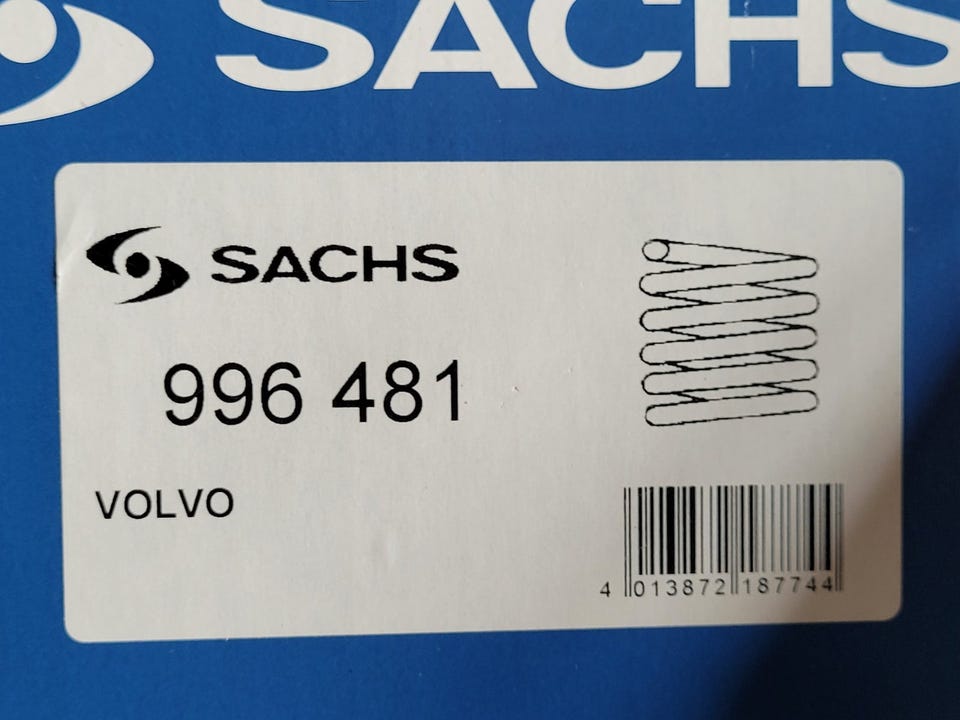 SACHS
SACHS
996 481
VOLVO
4 013872 187744